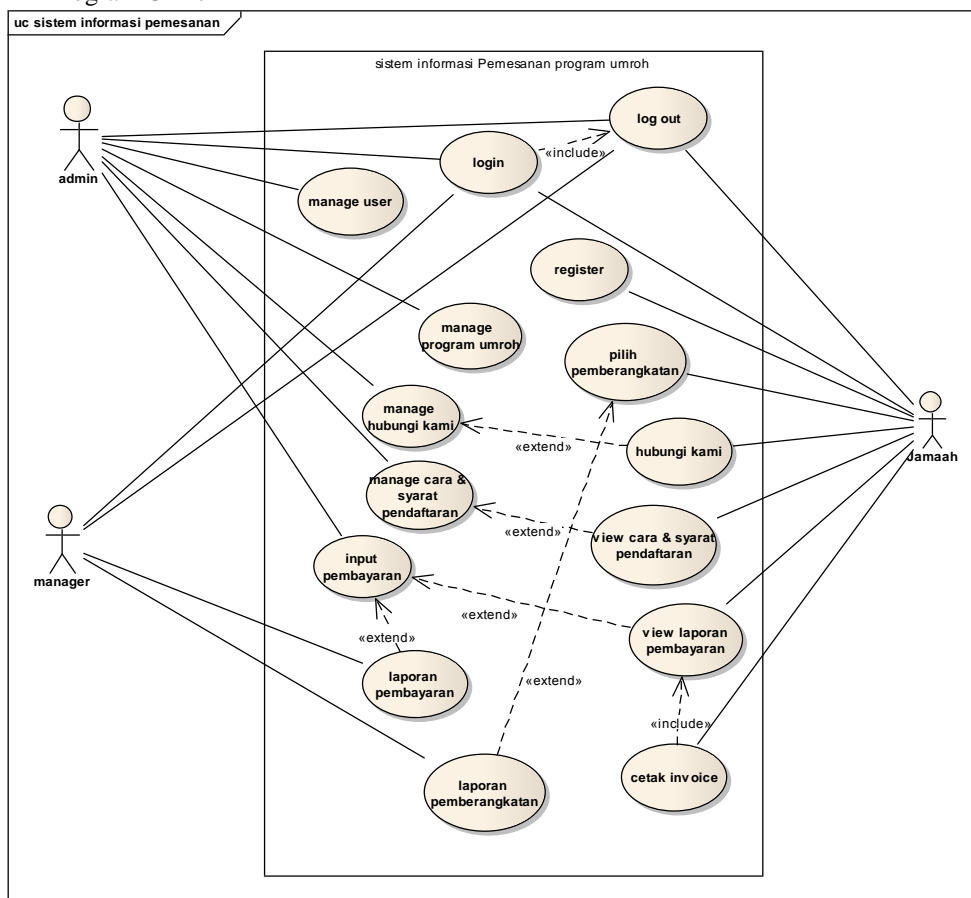 uc sistem informasi pemesanan
sistem informasi Pemesanan program umroh
admin
log out
login
«include»
manage user
register
manage
program umroh
pilih
pemberangkatan
manage
hubungi kami
«extend»
hubungi kami
Jamaah
manage cara &
syarat
pendaftaran
«extend»
view cara & syarat
pendaftaran
manager
input
pembayaran
«extend»
«extend»
view laporan
pembayaran
laporan
pembayaran
«extend»
«include»
laporan
pemberangkatan
cetak invoice